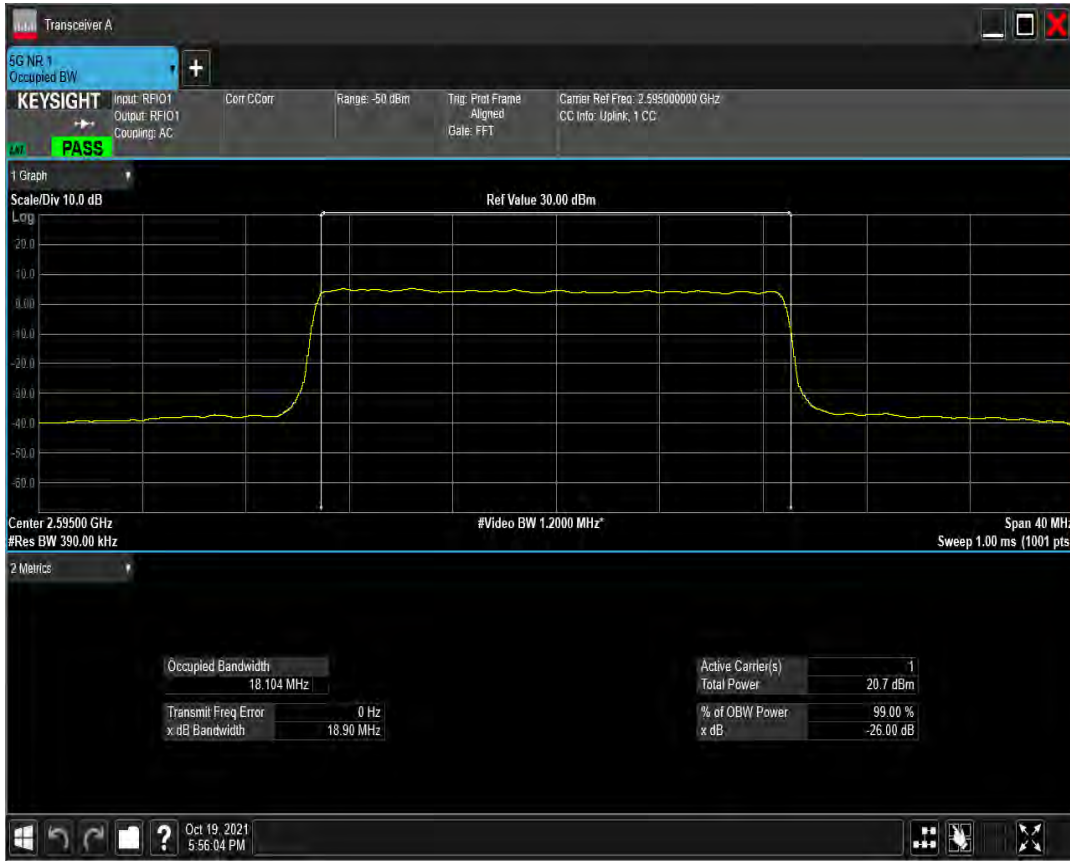 Transceiver A
5G NR 1
Occupied BW
+
KEYSIGHT
PASS
Input: RFIO1
Output: RFIO1
Coupling: AC
Corr CCorr
Range: -50 dBm
Trig: Prot Frame
Aligned
Gate: FFT
Carrier Ref Freq: 2.595000000 GHz
CC Info: Uplink, 1 CC
1 Graph
Scale/Div 10.0 dB
Ref Value 30.00 dBm
Log
20.0
10.0
0.00
-10.0
-20.0
-30.0
-40.0
-50.0
-60.0
Center 2.59500 GHz
#Video BW 1.2000 MHz*
Span 40 MHz
#Res BW 390.00 kHz
Sweep 1.00 ms (1001 pts
2 Metrics
Occupied Bandwidth
18.104 MHz
Transmit Freq Error 0 Hz
x dB Bandwidth 18.90 MHz
Active Carrier(s) 1
Total Power 20.7 dBm
% of OBW Power 99.00 %
x dB -26.00 dB
?
Oct 19, 2021
5:56:04 PM